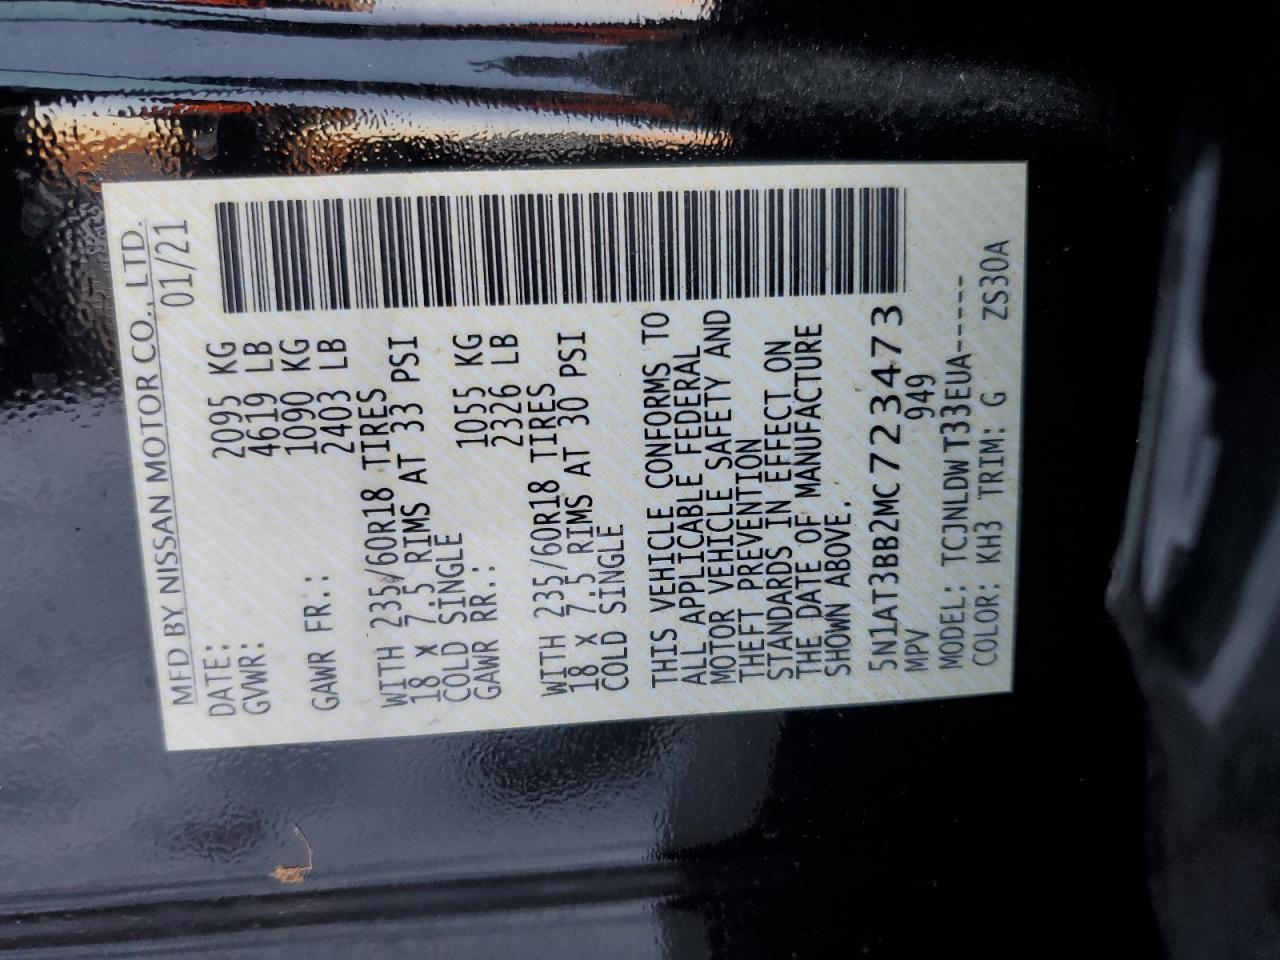 MFD BY NISSAN MOTOR CO., LTD.
DATE: 01/21
GVWR: 2095 KG
4619 LB
GAWR FR.: 1090 KG
2403 LB
WITH 235/60R18 TIRES
18 X 7.5 RIMS AT 33 PSI
COLD SINGLE
GAWR RR.: 1055 KG
2326 LB
WITH 235/60R18 TIRES
18 X 7.5 RIMS AT 30 PSI
COLD SINGLE
THIS VEHICLE CONFORMS TO
ALL APPLICABLE FEDERAL
MOTOR VEHICLE SAFETY AND
THEFT PREVENTION
STANDARDS IN EFFECT ON
THE DATE OF MANUFACTURE
SHOWN ABOVE.
5N1AT3BB2MC723473
MPV 949
MODEL: TCJNLDWT33EUA-----
COLOR: KH3 TRIM: G ZS30A